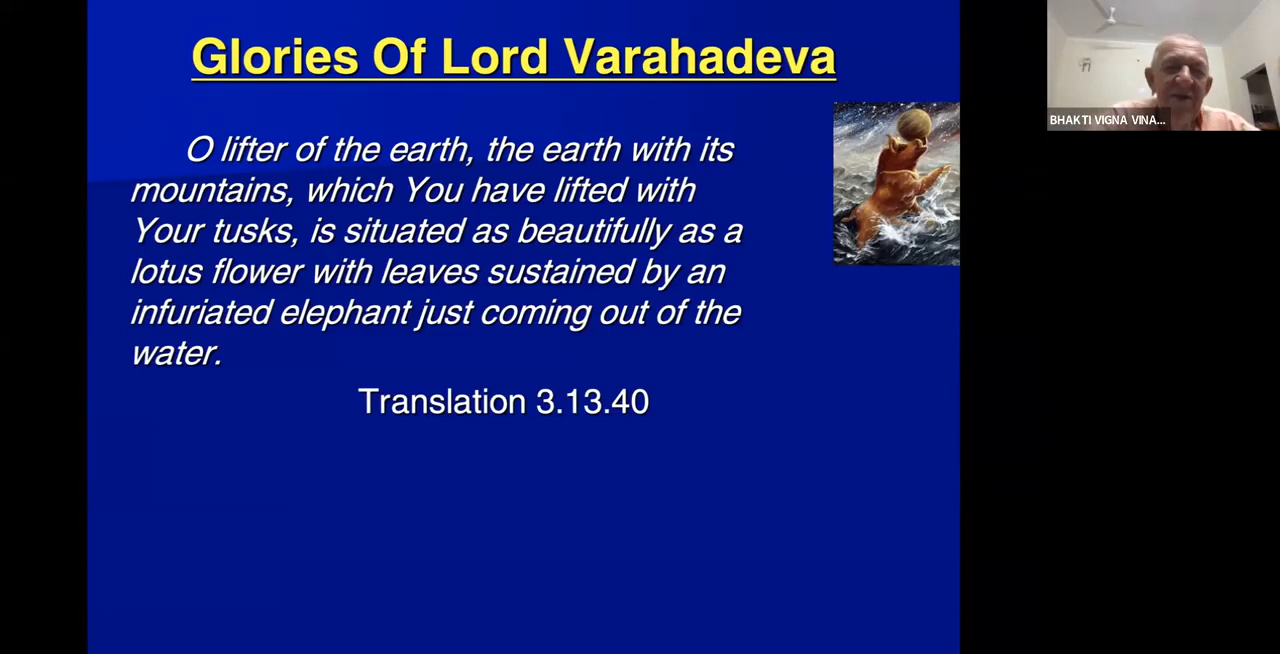 Glories Of Lord Varahadeva
O lifter of the earth, the earth with its
mountains, which You have lifted with
Your tusks, is situated as beautifully as a
lotus flower with leaves sustained by an
infuriated elephant just coming out of the
water.
Translation 3.13.40
BHAKTI VIGNA VINA...